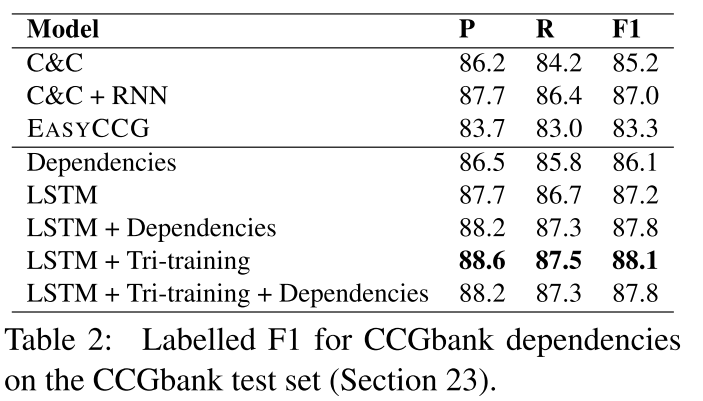 Model P R F1
C&C 86.2 84.2 85.2
C&C + RNN 87.7 86.4 87.0
EASYCCG 83.7 83.0 83.3
Dependencies 86.5 85.8 86.1
LSTM 87.7 86.7 87.2
LSTM + Dependencies 88.2 87.3 87.8
LSTM + Tri-training 88.6 87.5 88.1
LSTM + Tri-training + Dependencies 88.2 87.3 87.8
Table 2: Labelled F1 for CCGbank dependencies
on the CCGbank test set (Section 23).